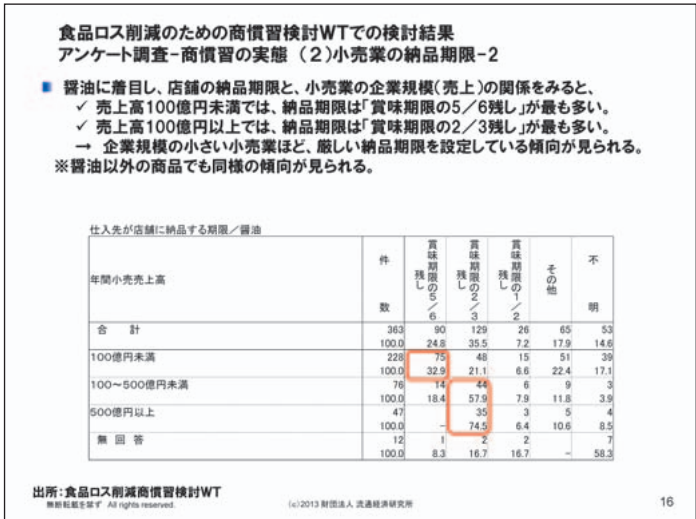 食品ロス削減のための商慣習検討WTでの検討結果
アンケート調査-商慣習の実態 (2)小売業の納品期限-2
■ 醤油に着目し、店舗の納品期限と、小売業の企業規模(売上)の関係をみると、
✓ 売上高100億円未満では、納品期限は「賞味期限の5/6残し」が最も多い。
✓ 売上高100億円以上では、納品期限は「賞味期限の2/3残し」が最も多い。
→ 企業規模の小さい小売業ほど、厳しい納品期限を設定している傾向が見られる。
※醤油以外の商品でも同様の傾向が見られる。
仕入先が店舗に納品する期限/醤油
年間小売売上高 件数 賞味期限の5/6残し 賞味期限の2/3残し 賞味期限の1/2残し その他 不明
合 計 363 90 129 26 65 53
100.0 24.8 35.5 7.2 17.9 14.6
100億円未満 228 75 48 15 51 39
100.0 32.9 21.1 6.6 22.4 17.1
100~500億円未満 76 14 44 6 9 3
100.0 18.4 57.9 7.9 11.8 3.9
500億円以上 47 - 35 3 5 4
100.0 74.5 6.4 10.6 8.5
無 回 答 12 1 2 2 - 7
100.0 8.3 16.7 16.7 58.3
出所:食品ロス削減商慣習検討WT
無断転載を禁ず All rights reserved.
(c)2013 財団法人 流通経済研究所
16